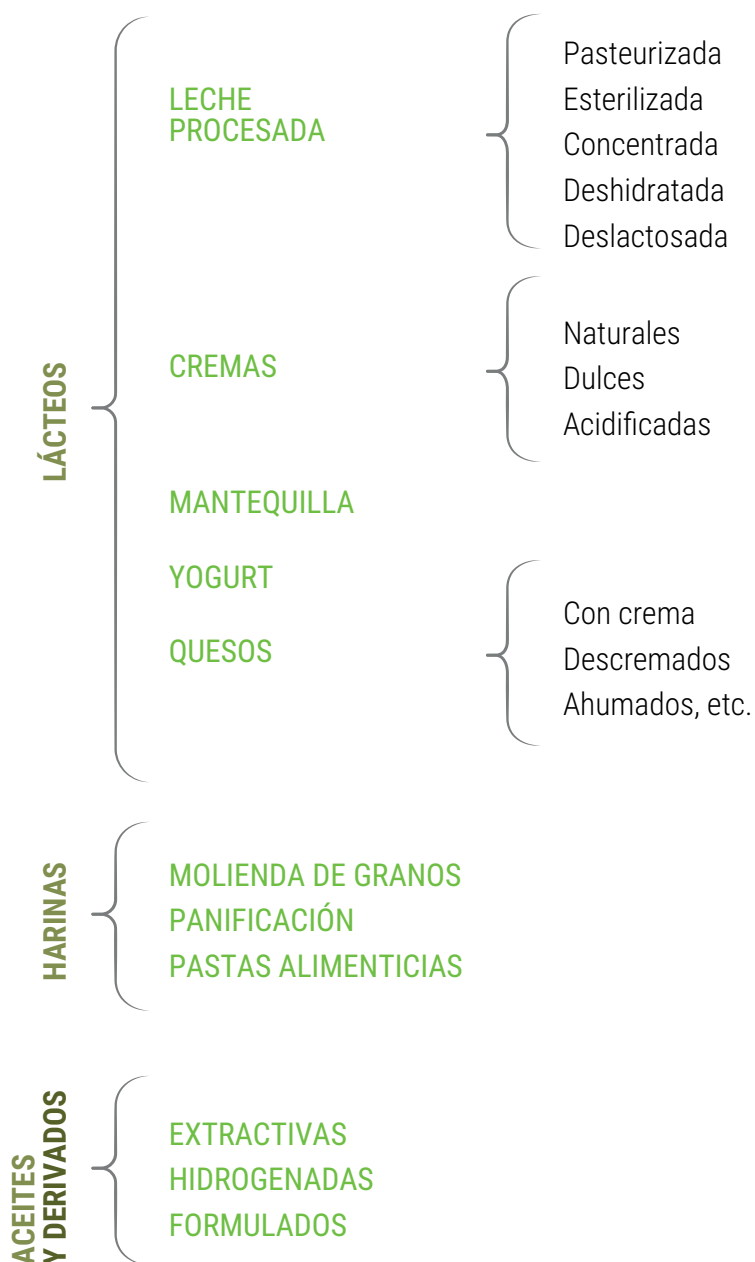 LÁCTEOS
LECHE
PROCESADA
Pasteurizada
Esterilizada
Concentrada
Deshidratada
Deslactosada
CREMAS
Naturales
Dulces
Acidificadas
MANTEQUILLA
YOGURT
QUESOS
Con crema
Descremados
Ahumados, etc.
HARINAS
MOLIENDA DE GRANOS
PANIFICACIÓN
PASTAS ALIMENTICIAS
ACEITES
Y DERIVADOS
EXTRACTIVAS
HIDROGENADAS
FORMULADOS